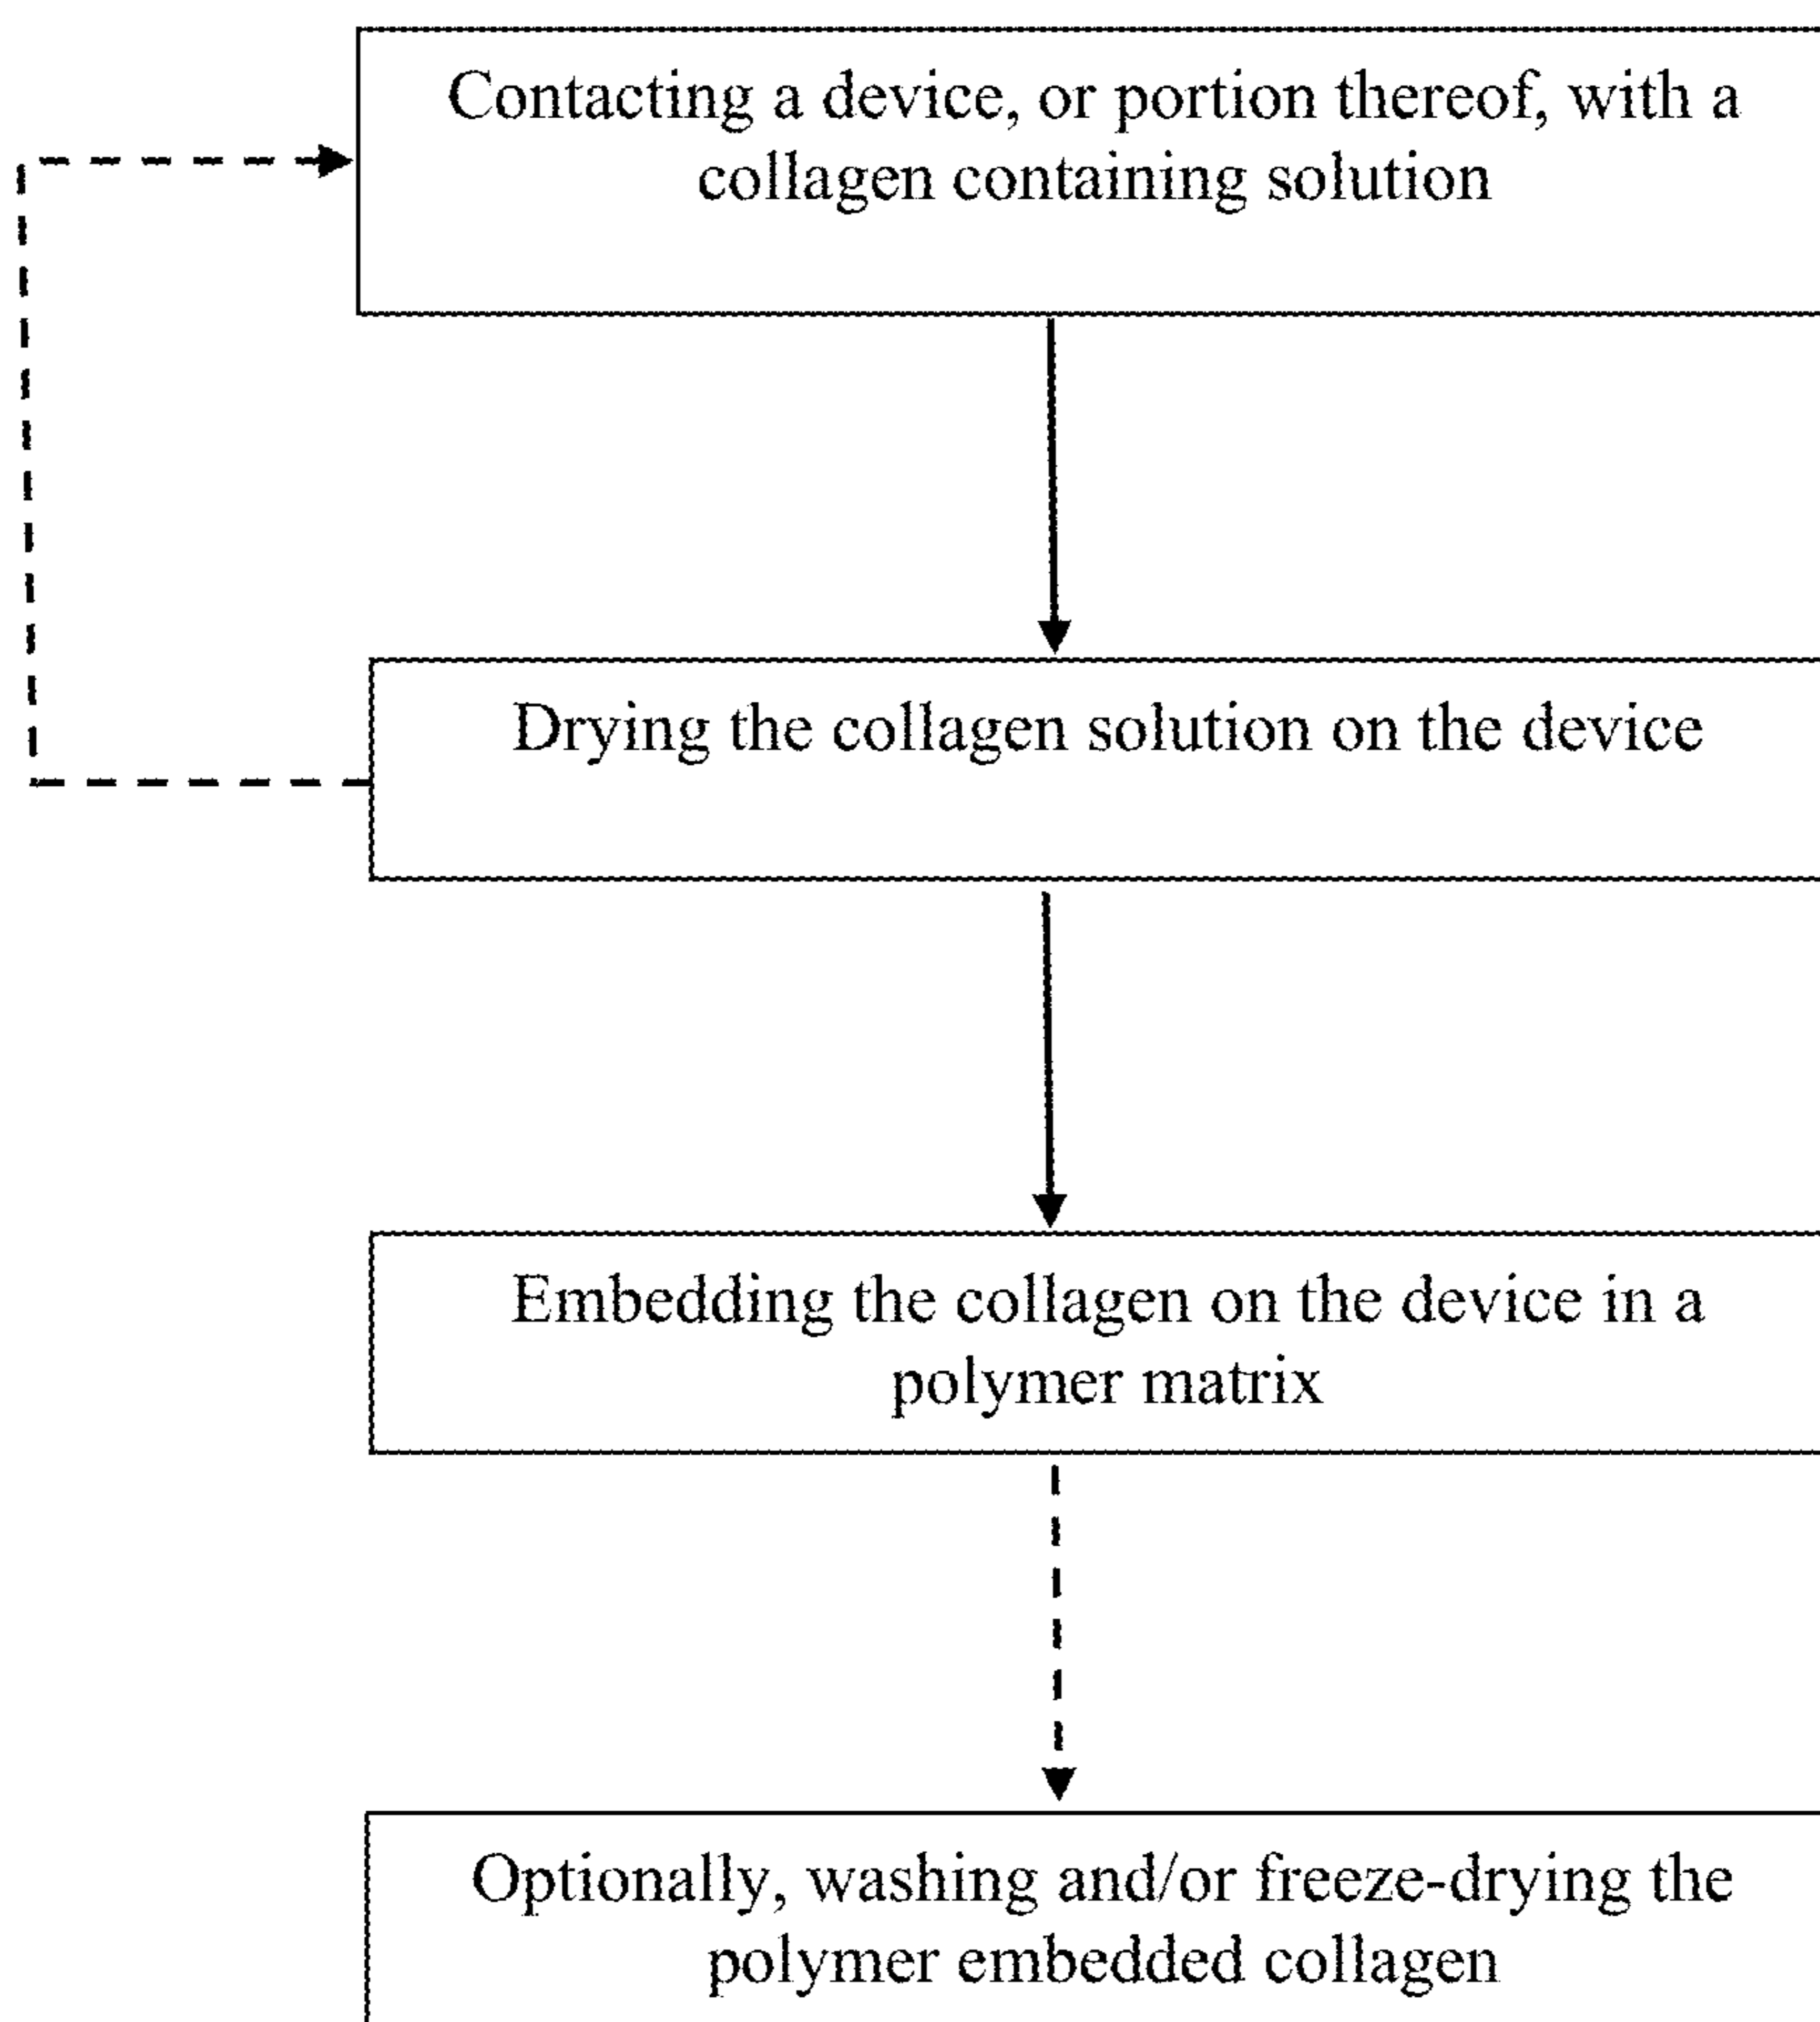 Contacting a device, or portion thereof, with a
collagen containing solution
Drying the collagen solution on the device
Embedding the collagen on the device in a
polymer matrix
Optionally, washing and/or freeze-drying the
polymer embedded collagen